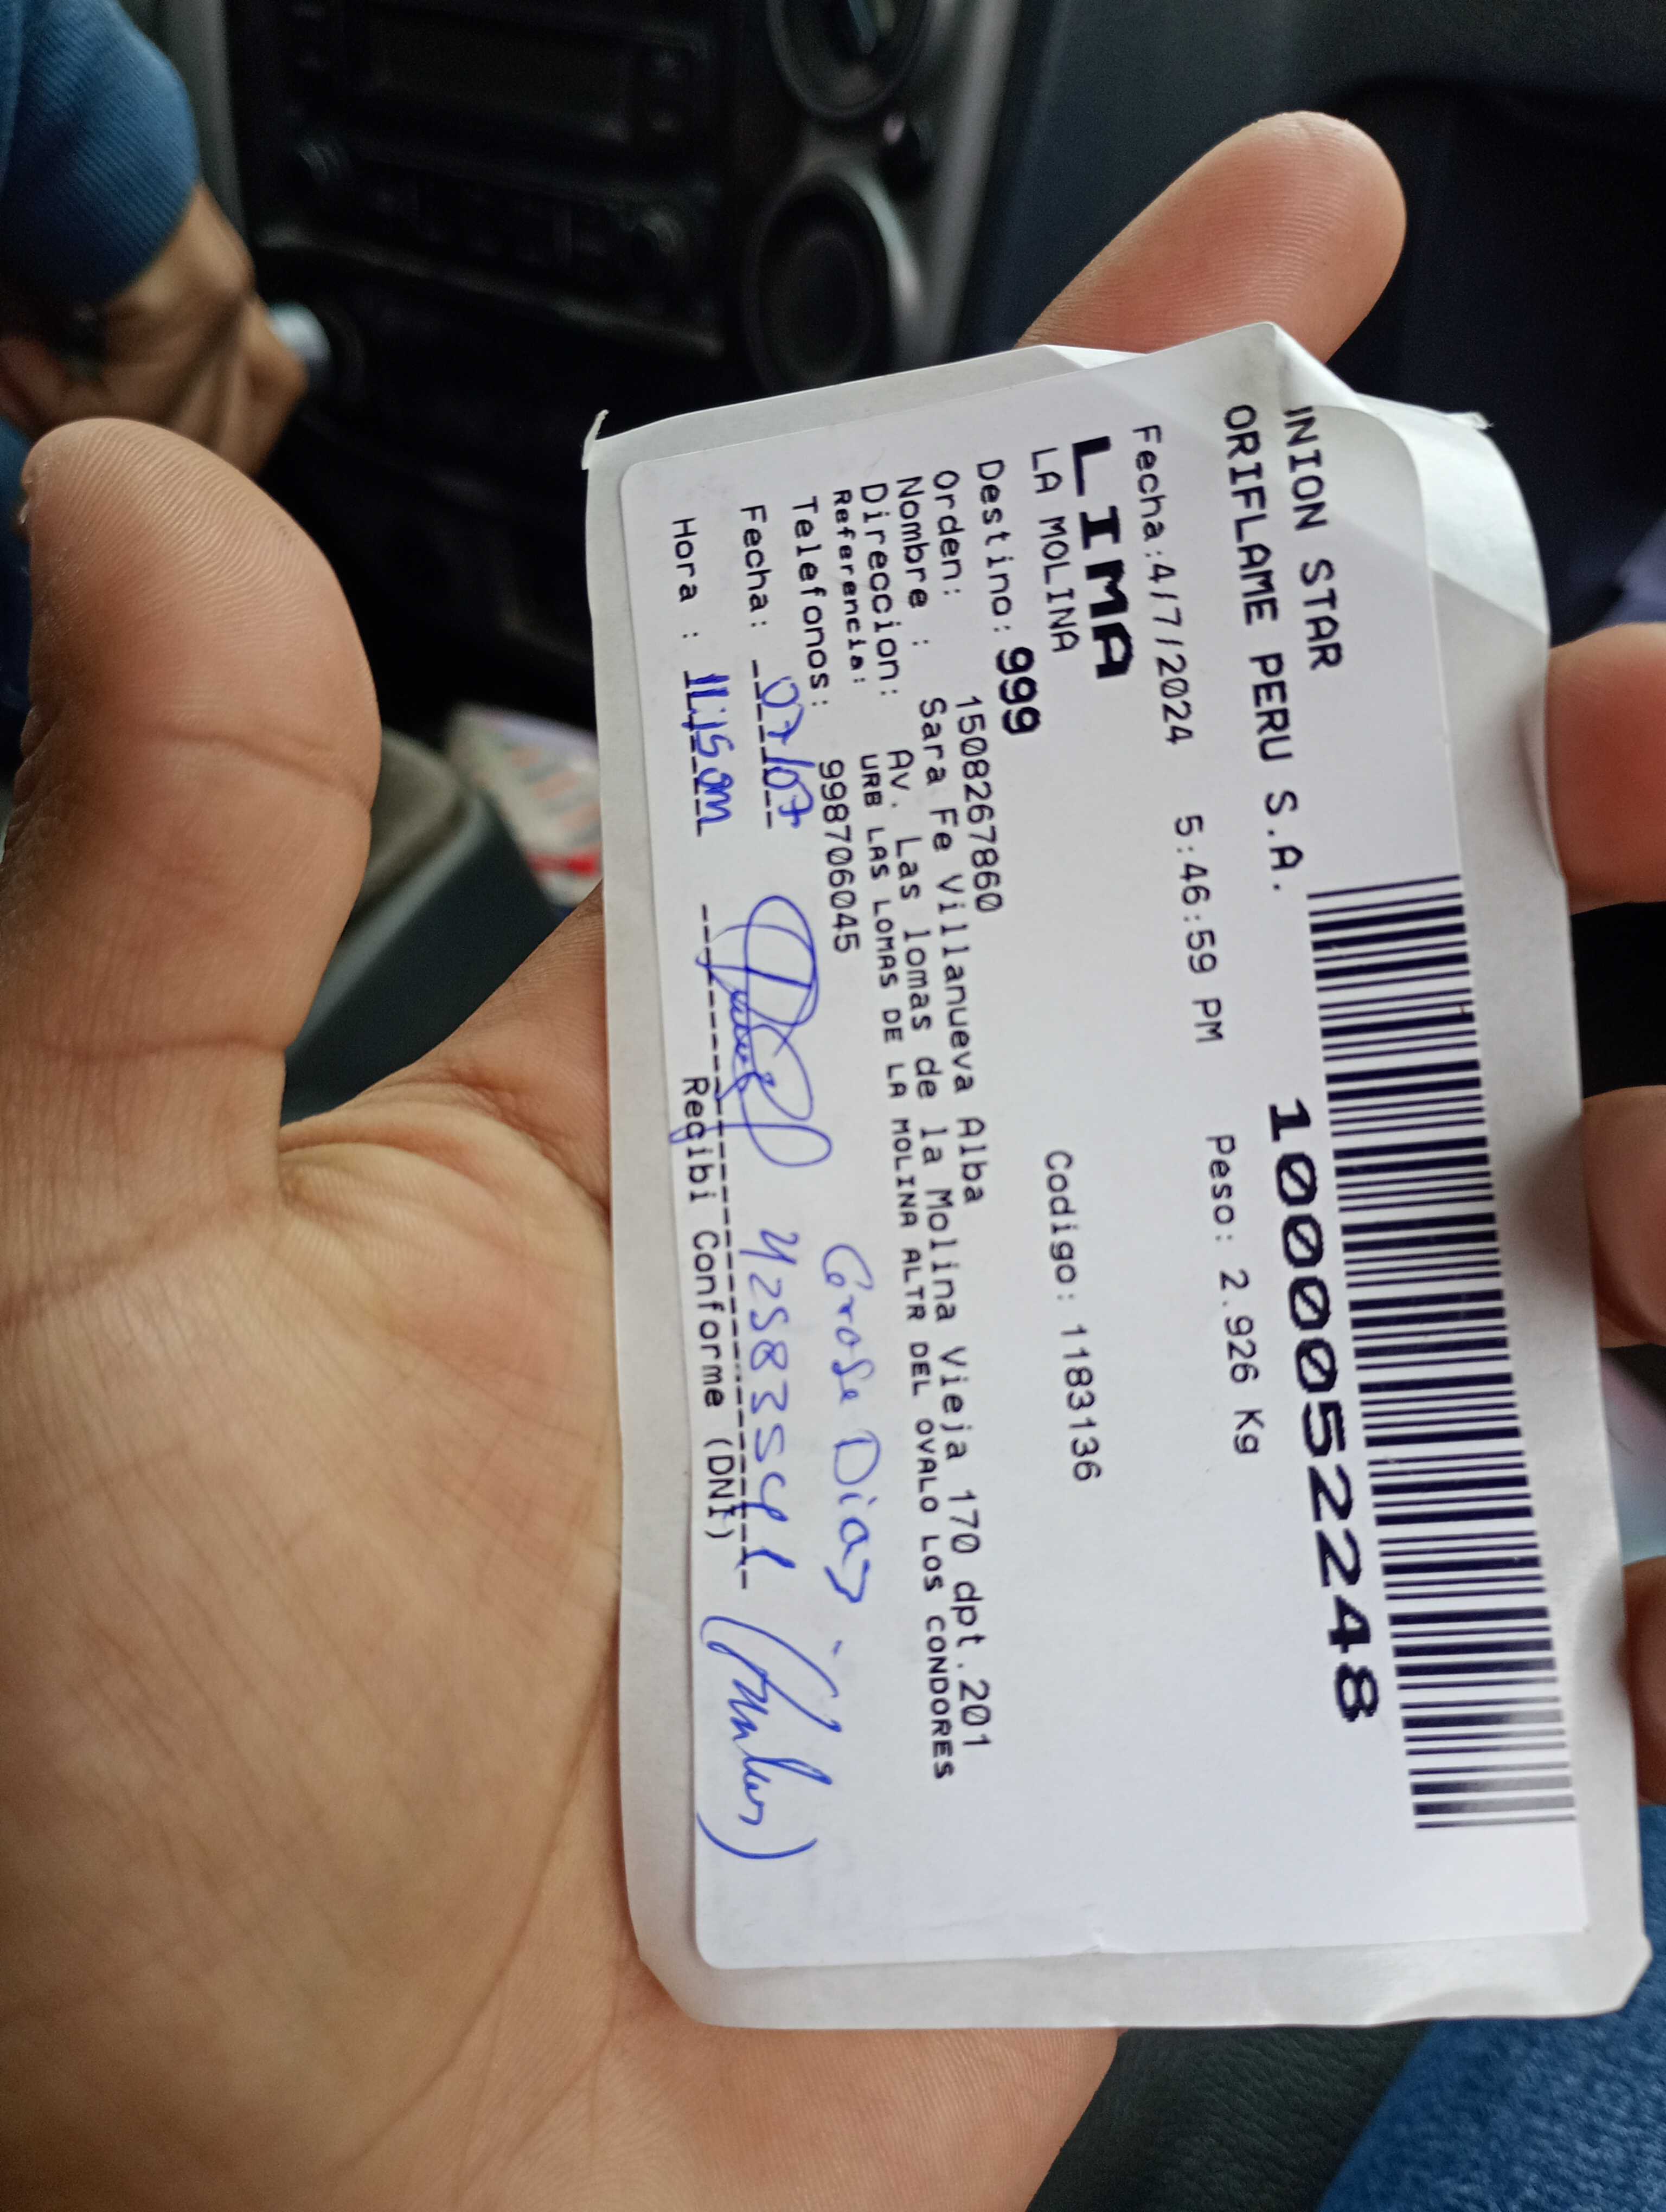 INION STAR
ORIFLAME PERU S.A.
1000052248
Fecha:4/7/2024 5:46:59 PM Peso: 2.926 Kg
LIMA
LA MOLINA
Codigo: 1183136
Destino: 999
Orden: 1508267860
Nombre : Sara Fe Villanueva Alba
Direccion: Av. Las lomas de la Molina Vieja 170 dpt.201
Referencia: URB LAS LOMAS DE LA MOLINA ALTR DEL OVALO LOS CONDORES
Telefonos: 998706045
Fecha: 07/07
Diaz
Hora : 11:15 am
Recibi Conforme (DNI)